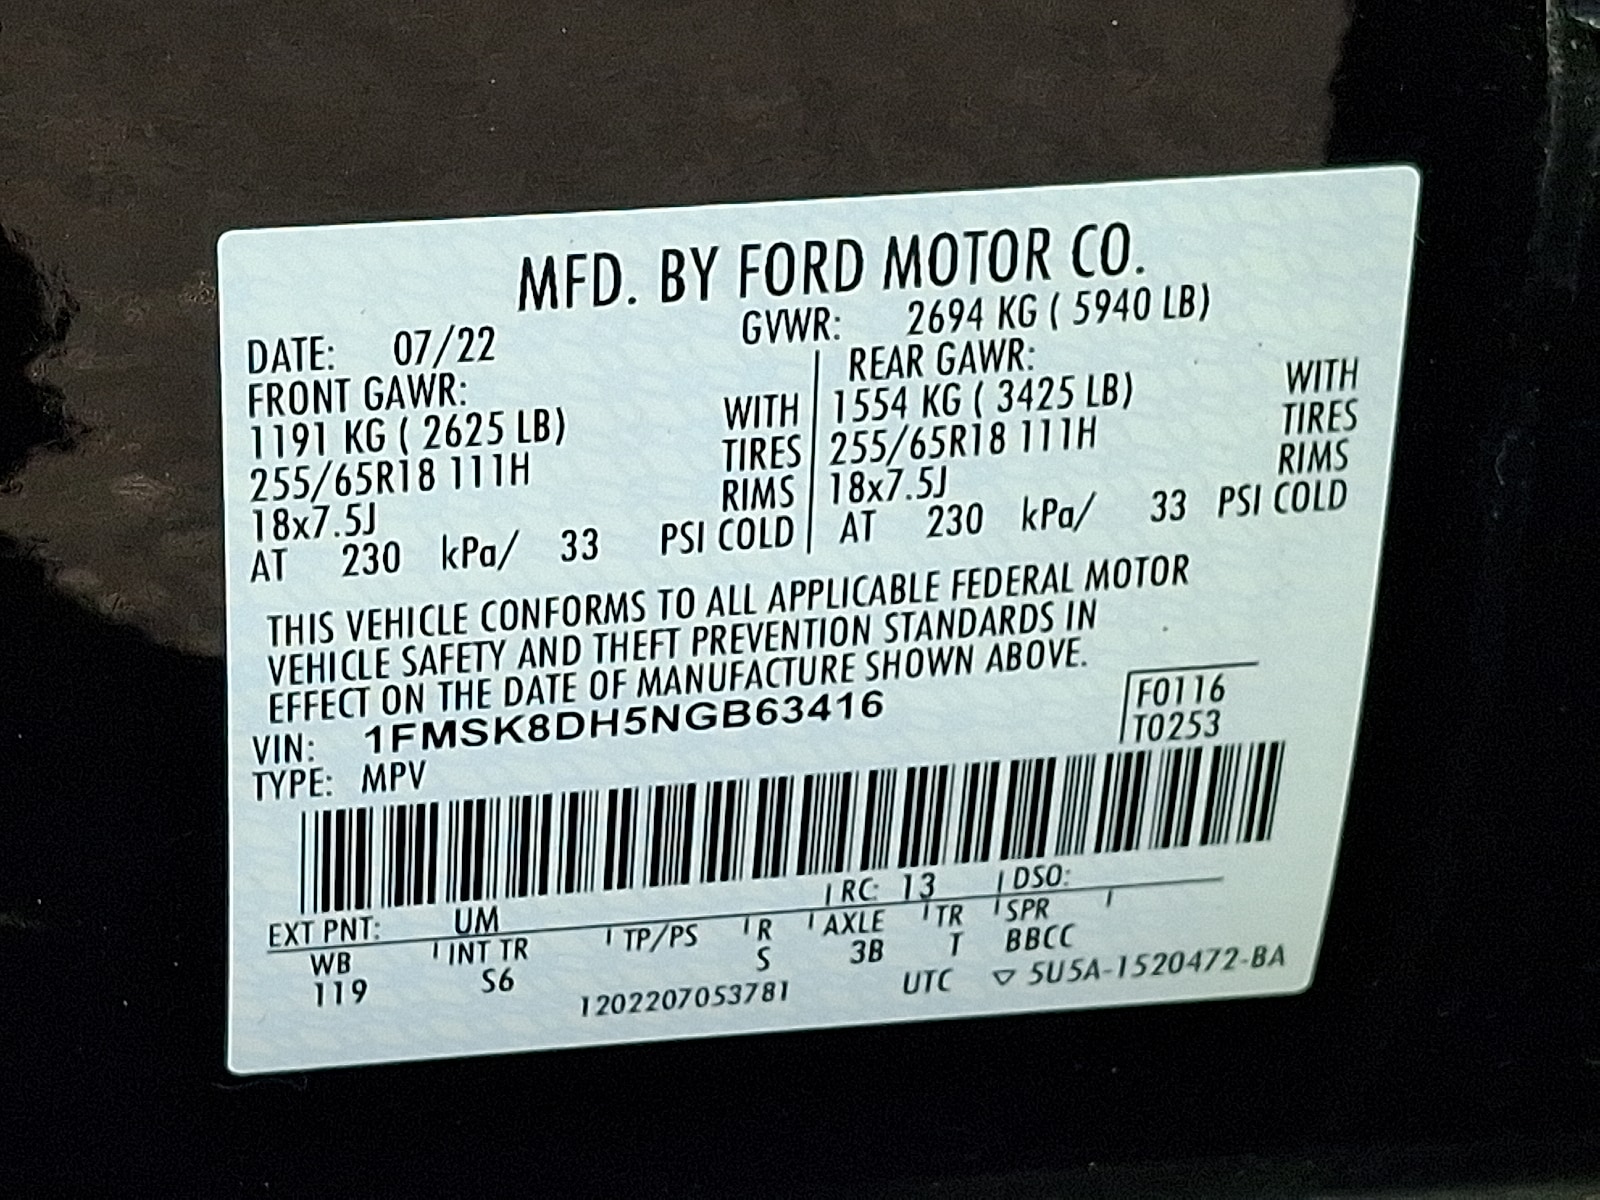 MFD. BY FORD MOTOR CO.
DATE: 07/22 GVWR: 2694 KG ( 5940 LB)
FRONT GAWR: REAR GAWR:
1191 KG ( 2625 LB) WITH 1554 KG ( 3425 LB) WITH
255/65R18 111H TIRES 255/65R18 111H TIRES
18x7.5J RIMS 18x7.5J RIMS
AT 230 kPa/ 33 PSI COLD AT 230 kPa/ 33 PSI COLD
THIS VEHICLE CONFORMS TO ALL APPLICABLE FEDERAL MOTOR
VEHICLE SAFETY AND THEFT PREVENTION STANDARDS IN
EFFECT ON THE DATE OF MANUFACTURE SHOWN ABOVE.
VIN: 1FMSK8DH5NGB63416 F0116
TYPE: MPV T0253
EXT PNT: UM RC: 13 DSO:
WB INT TR TP/PS R AXLE TR SPR
119 S6 S 3B T BBCC
1202207053781 UTC ▽ 5U5A-1520472-BA